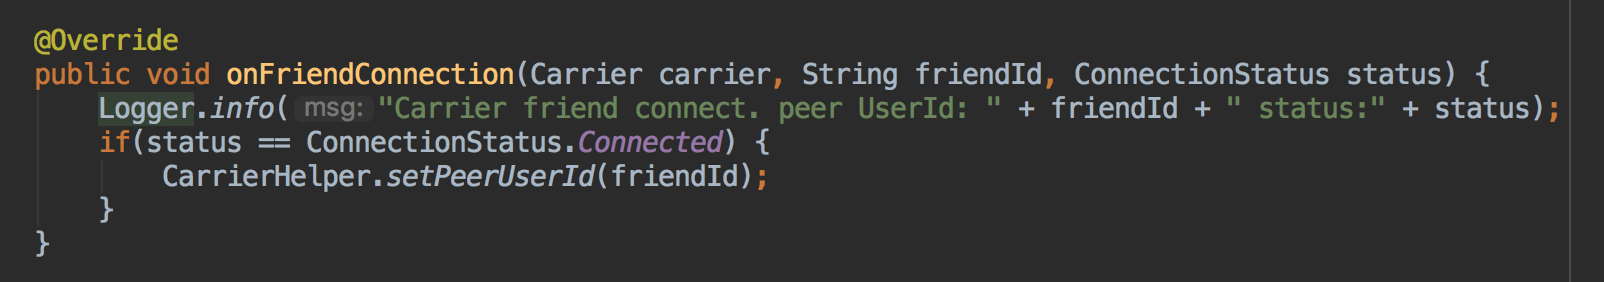 @Override
public void onFriendConnection(Carrier carrier, String friendId, ConnectionStatus status) {
    Logger.info( msg: "Carrier friend connect. peer UserId: " + friendId + " status:" + status);
    if(status == ConnectionStatus.Connected) {
        CarrierHelper.setPeerUserId(friendId);
    }
}